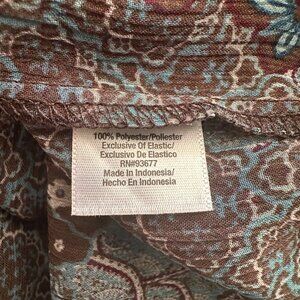 100% Polyester/Poliester
Exclusive Of Elastic/
Exclusivo De Elastico
RN#93677
Made In Indonesia/
Hecho En Indonesia